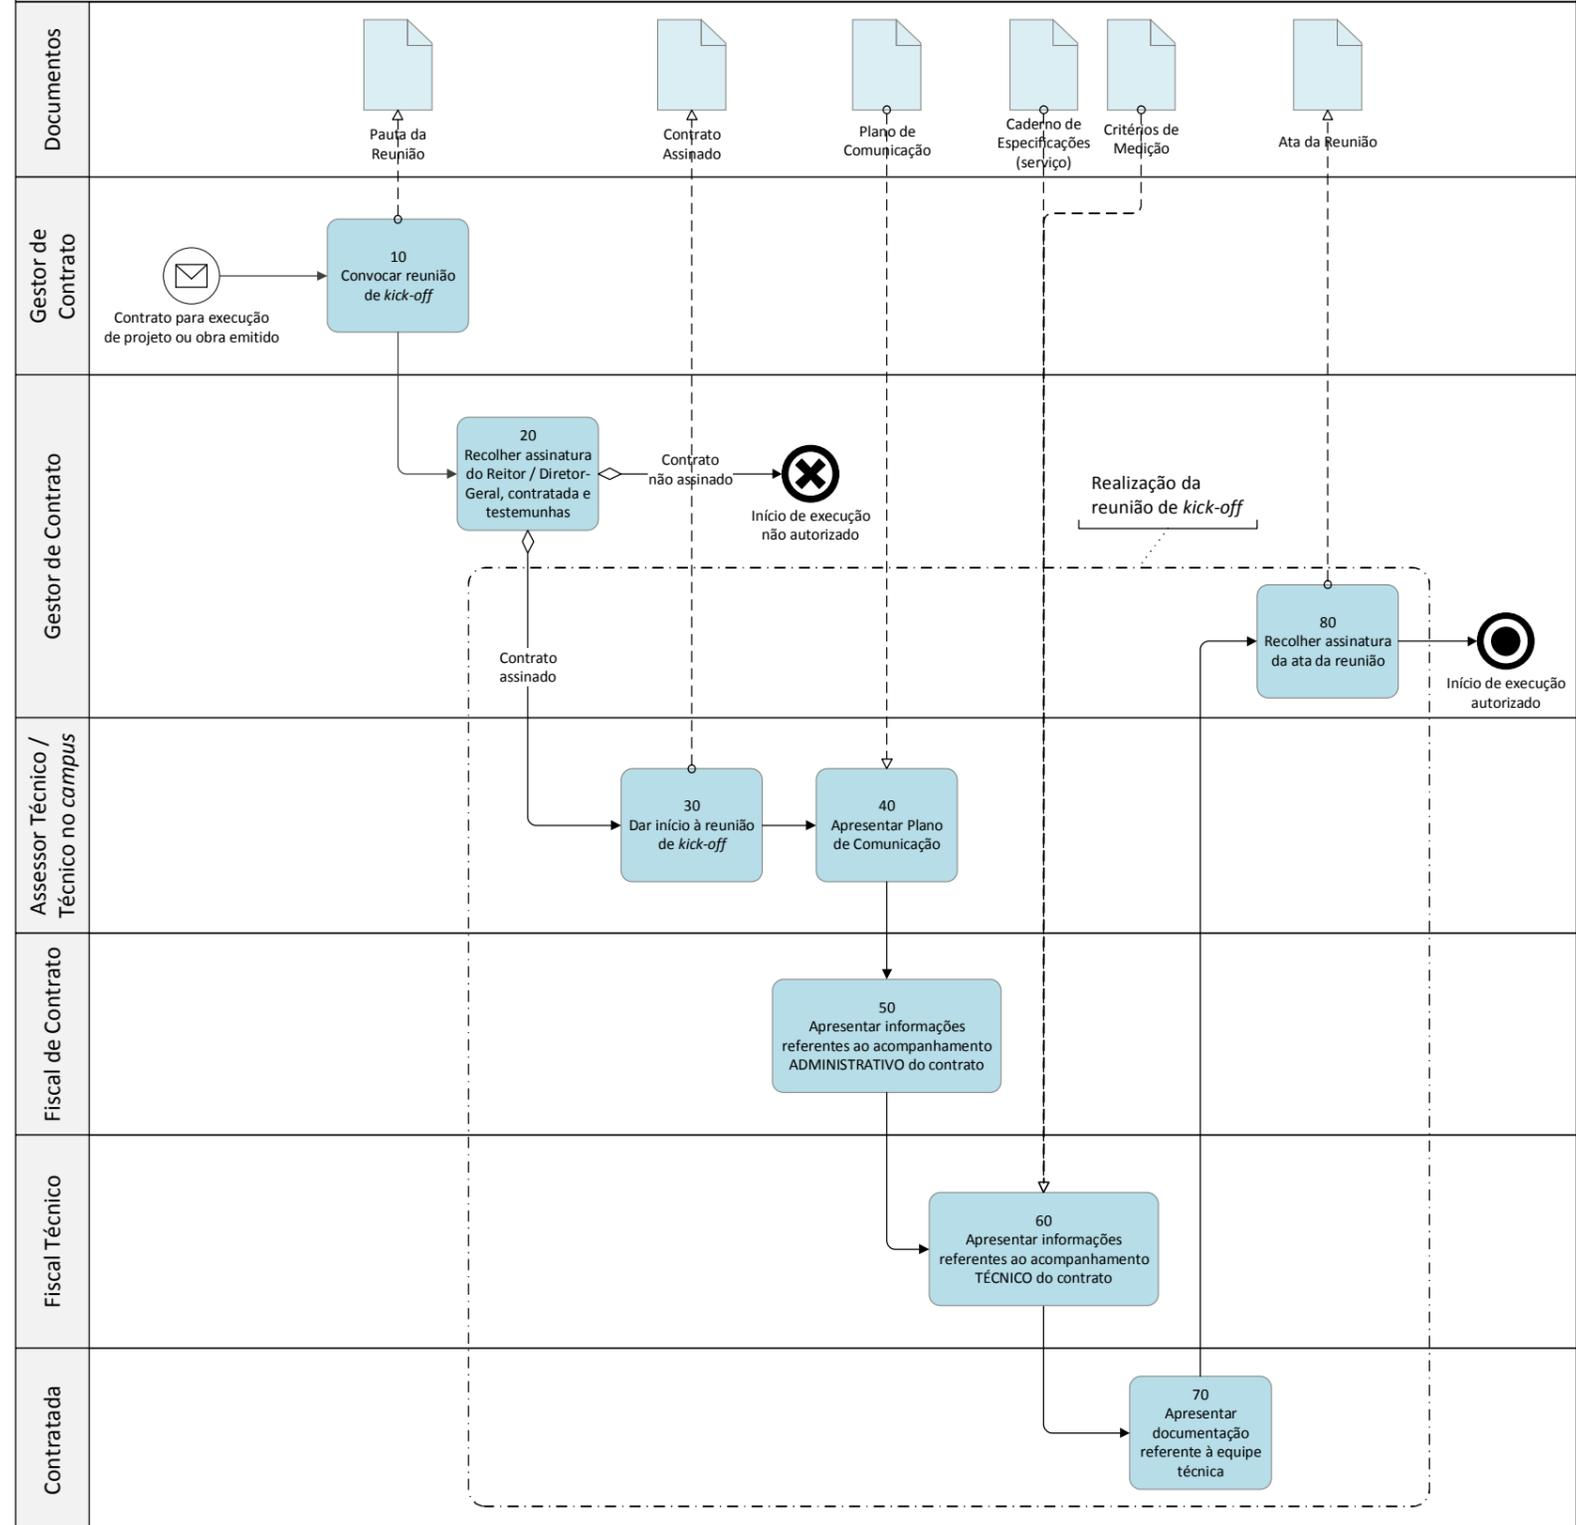 Documentos
Pauta da
Reunião
Contrato
Assinado
Plano de
Comunicação
Caderno de
Especificações
(serviço)
Critérios de
Medição
Ata da Reunião
Gestor de
Contrato
Contrato para execução
de projeto ou obra emitido
10
Convocar reunião
de kick-off
Gestor de Contrato
20
Recolher assinatura
do Reitor / Diretor-
Geral, contratada e
testemunhas
Contrato
não assinado
Início de execução
não autorizado
Realização da
reunião de kick-off
Contrato
assinado
80
Recolher assinatura
da ata da reunião
Início de execução
autorizado
Assessor Técnico /
Técnico no campus
30
Dar início à reunião
de kick-off
40
Apresentar Plano
de Comunicação
Fiscal de Contrato
50
Apresentar informações
referentes ao acompanhamento
ADMINISTRATIVO do contrato
Fiscal Técnico
60
Apresentar informações
referentes ao acompanhamento
TÉCNICO do contrato
Contratada
70
Apresentar
documentação
referente à equipe
técnica